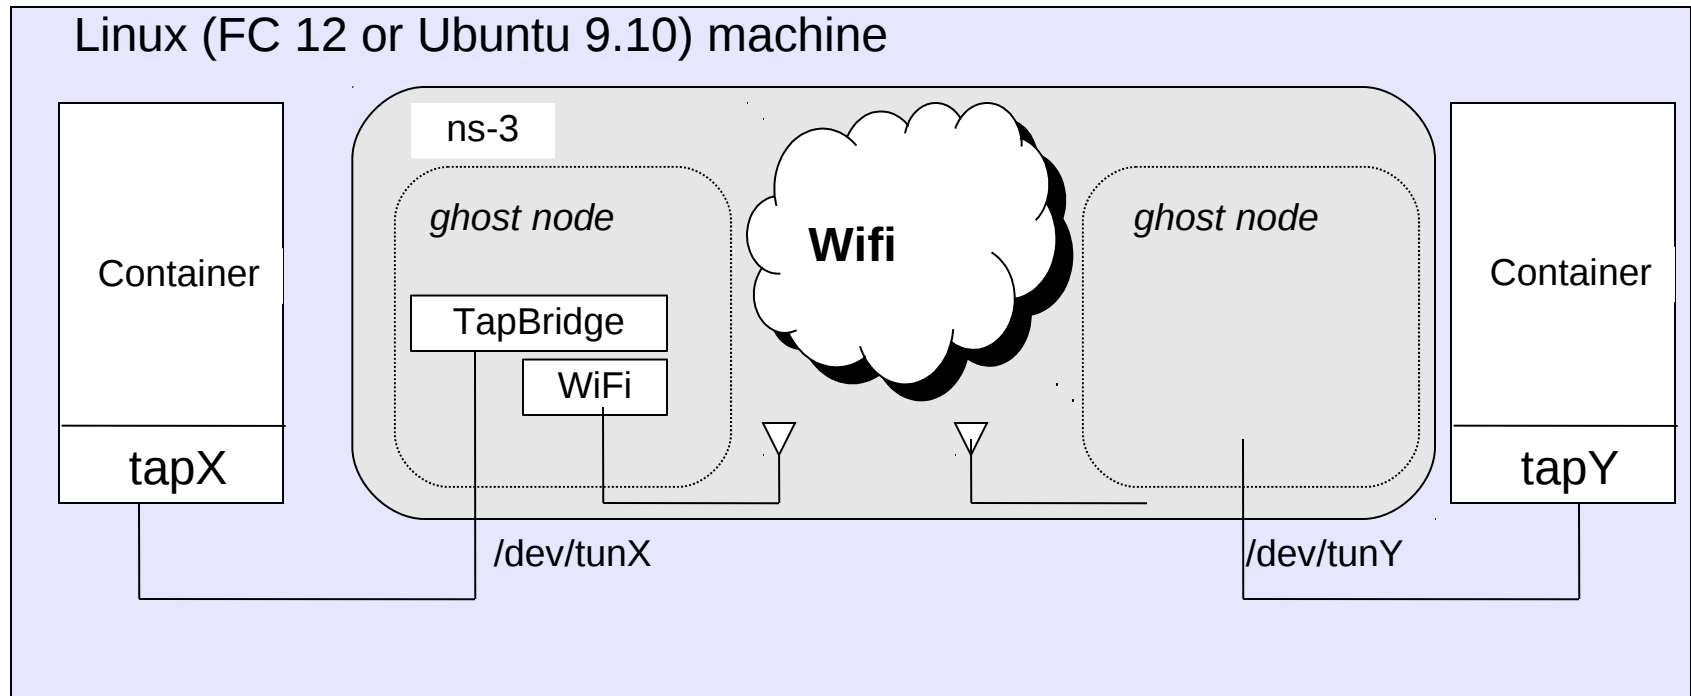 Linux (FC 12 or Ubuntu 9.10) machine
ns-3
ghost node
ghost node
Wifi
Container
Container
TapBridge
WiFi
tapX
tapY
/dev/tunX
/dev/tunY